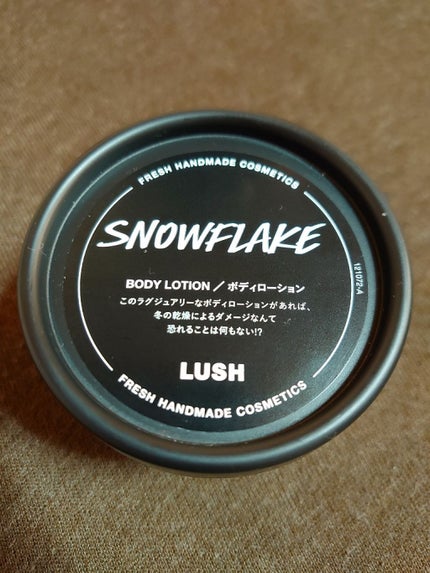 FRESH HANDMADE COSMETICS
SNOWFLAKE
BODY LOTION / ボディローション
このラグジュアリーなボディローションがあれば、
冬の乾燥によるダメージなんて
恐れることは何もない!?
121072-A
LUSH
FRESH HANDMADE COSMETICS